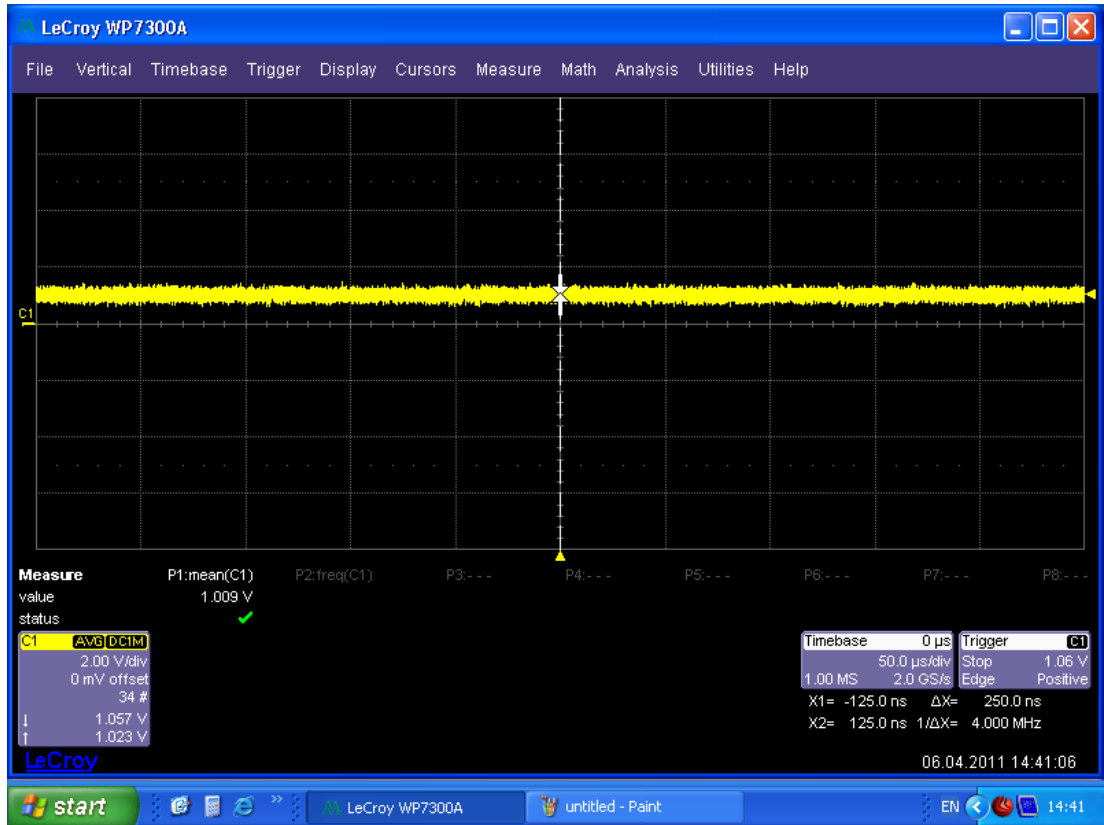 LeCroy WP7300A
File Vertical Timebase Trigger Display Cursors Measure Math Analysis Utilities Help
C1
Measure P1:mean(C1) P2:freq(C1) P3:- - - P4:- - - P5:- - - P6:- - - P7:- - - P8:- - -
value 1.009 V
status
C1 AVG DC1M
2.00 V/div
0 mV offset
34 #
↓ 1.057 V
↑ 1.023 V
Timebase 0 µs
50.0 µs/div
1.00 MS 2.0 GS/s
Trigger C1
Stop 1.06 V
Edge Positive
X1= -125.0 ns ΔX= 250.0 ns
X2= 125.0 ns 1/ΔX= 4.000 MHz
LeCroy
06.04.2011 14:41:06
start » LeCroy WP7300A untitled - Paint EN 14:41